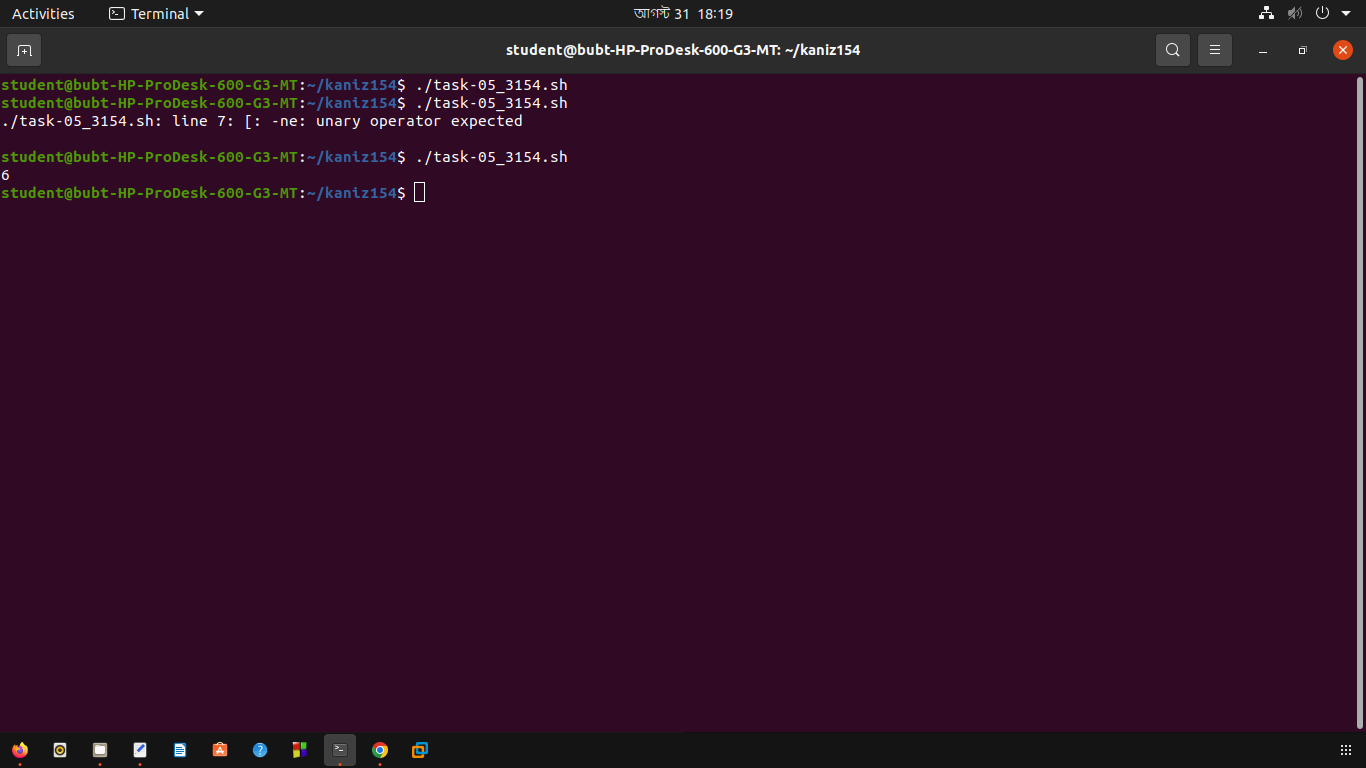 Activities Terminal আগস্ট 31 18:19
student@bubt-HP-ProDesk-600-G3-MT: ~/kaniz154
student@bubt-HP-ProDesk-600-G3-MT:~/kaniz154$ ./task-05_3154.sh
student@bubt-HP-ProDesk-600-G3-MT:~/kaniz154$ ./task-05_3154.sh
./task-05_3154.sh: line 7: [: -ne: unary operator expected
student@bubt-HP-ProDesk-600-G3-MT:~/kaniz154$ ./task-05_3154.sh
6
student@bubt-HP-ProDesk-600-G3-MT:~/kaniz154$